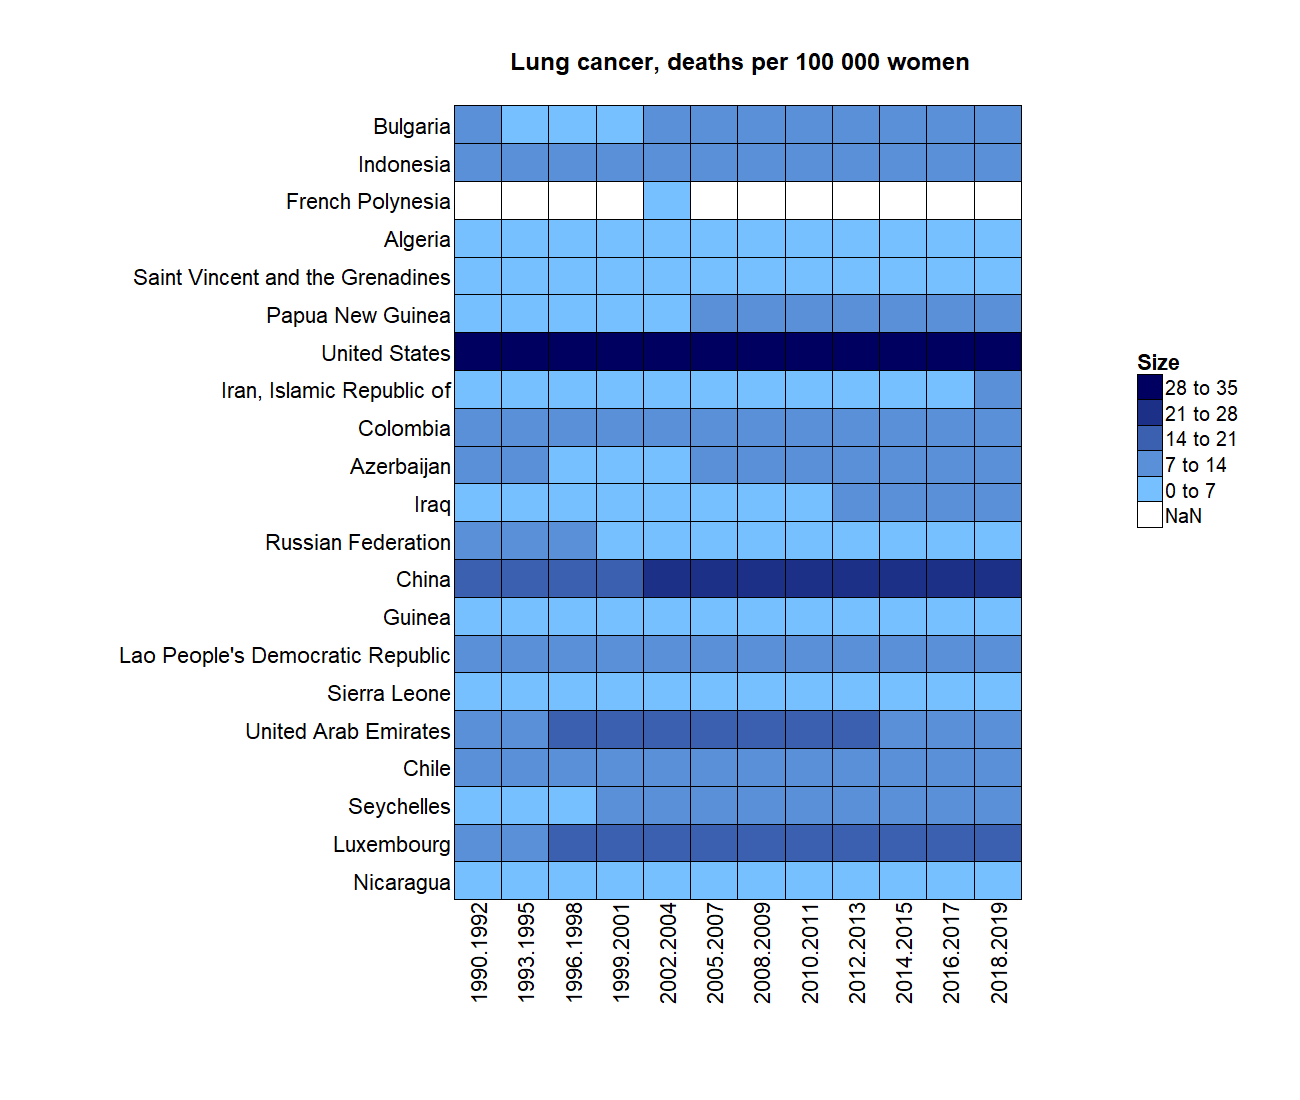 Lung cancer, deaths per 100 000 women
Bulgaria
Indonesia
French Polynesia
Algeria
Saint Vincent and the Grenadines
Papua New Guinea
United States
Iran, Islamic Republic of
Colombia
Azerbaijan
Iraq
Russian Federation
China
Guinea
Lao People's Democratic Republic
Sierra Leone
United Arab Emirates
Chile
Seychelles
Luxembourg
Nicaragua
1990.1992
1993.1995
1996.1998
1999.2001
2002.2004
2005.2007
2008.2009
2010.2011
2012.2013
2014.2015
2016.2017
2018.2019
Size
28 to 35
21 to 28
14 to 21
7 to 14
0 to 7
NaN